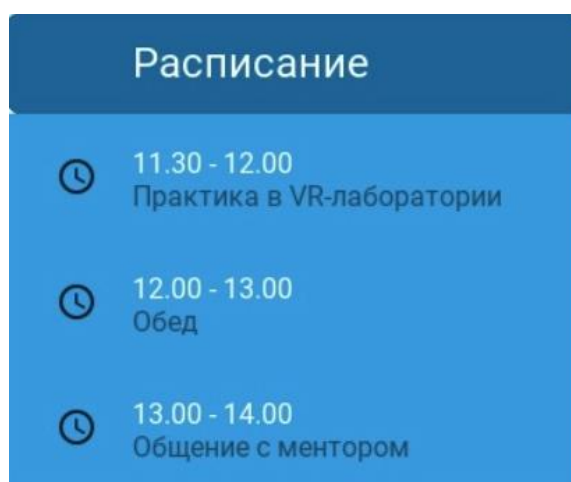 Расписание
11.30 - 12.00
Практика в VR-лаборатории
12.00 - 13.00
Обед
13.00 - 14.00
Общение с ментором